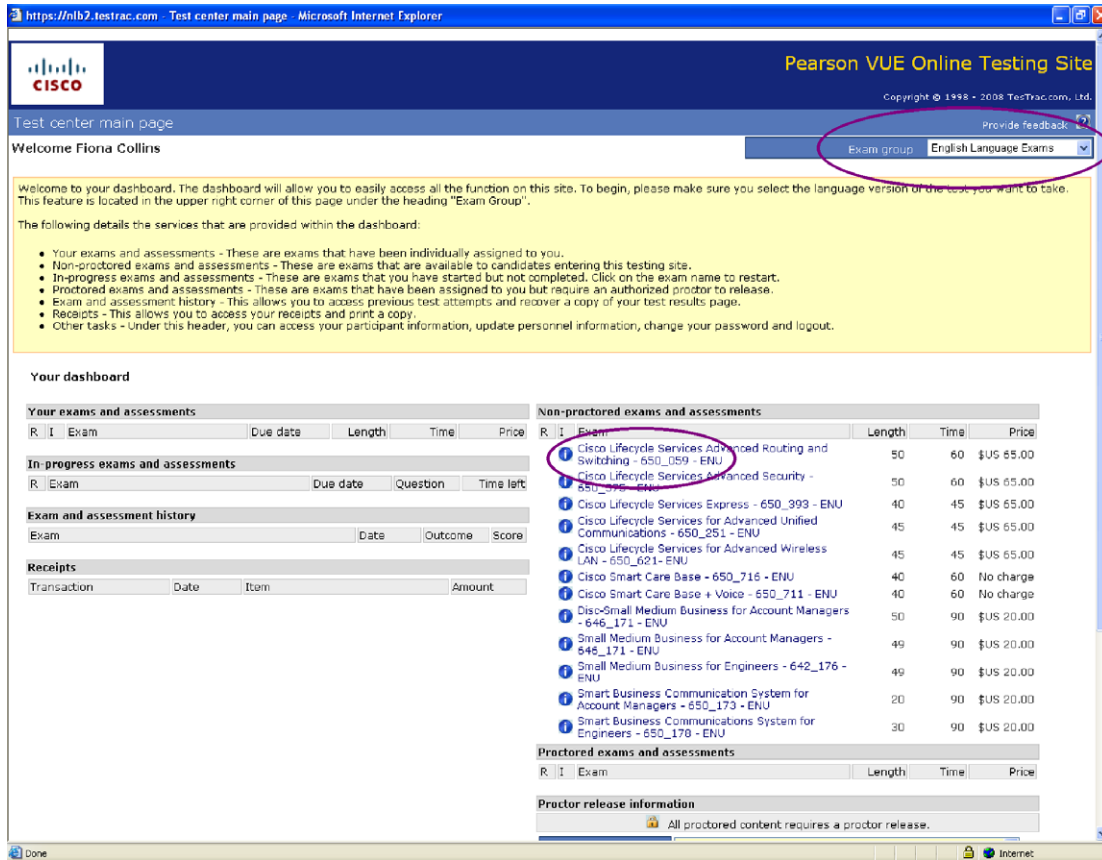 https://nlb2.testrac.com - Test center main page - Microsoft Internet Explorer
CISCO
Pearson VUE Online Testing Site
Copyright © 1998 - 2008 TesTrac.com, Ltd.
Test center main page
Provide feedback
Welcome Fiona Collins
Exam group English Language Exams
Welcome to your dashboard. The dashboard will allow you to easily access all the function on this site. To begin, please make sure you select the language version of the test you want to take.
This feature is located in the upper right corner of this page under the heading "Exam Group".
The following details the services that are provided within the dashboard:
• Your exams and assessments - These are exams that have been individually assigned to you.
• Non-proctored exams and assessments - These are exams that are available to candidates entering this testing site.
• In-progress exams and assessments - These are exams that you have started but not completed. Click on the exam name to restart.
• Proctored exams and assessments - These are exams that have been assigned to you but require an authorized proctor to release.
• Exam and assessment history - This allows you to access previous test attempts and recover a copy of your test results page.
• Receipts - This allows you to access your receipts and print a copy.
• Other tasks - Under this header, you can access your participant information, update personnel information, change your password and logout.
Your dashboard
Your exams and assessments
R I Exam Due date Length Time Price
In-progress exams and assessments
R Exam Due date Question Time left
Exam and assessment history
Exam Date Outcome Score
Receipts
Transaction Date Item Amount
Non-proctored exams and assessments
R I Exam Length Time Price
Cisco Lifecycle Services Advanced Routing and
Switching - 650_059 - ENU 50 60 $US 65.00
Cisco Lifecycle Services Advanced Security -
650_575 - ENU 50 60 $US 65.00
Cisco Lifecycle Services Express - 650_393 - ENU 40 45 $US 65.00
Cisco Lifecycle Services for Advanced Unified
Communications - 650_251 - ENU 45 45 $US 65.00
Cisco Lifecycle Services for Advanced Wireless
LAN - 650_621- ENU 45 45 $US 65.00
Cisco Smart Care Base - 650_716 - ENU 40 60 No charge
Cisco Smart Care Base + Voice - 650_711 - ENU 40 60 No charge
Disc-Small Medium Business for Account Managers
- 646_171 - ENU 50 90 $US 20.00
Small Medium Business for Account Managers -
646_171 - ENU 49 90 $US 20.00
Small Medium Business for Engineers - 642_176 -
ENU 49 90 $US 20.00
Smart Business Communication System for
Account Managers - 650_173 - ENU 20 90 $US 20.00
Smart Business Communications System for
Engineers - 650_178 - ENU 30 90 $US 20.00
Proctored exams and assessments
R I Exam Length Time Price
Proctor release information
All proctored content requires a proctor release.
Done
Internet